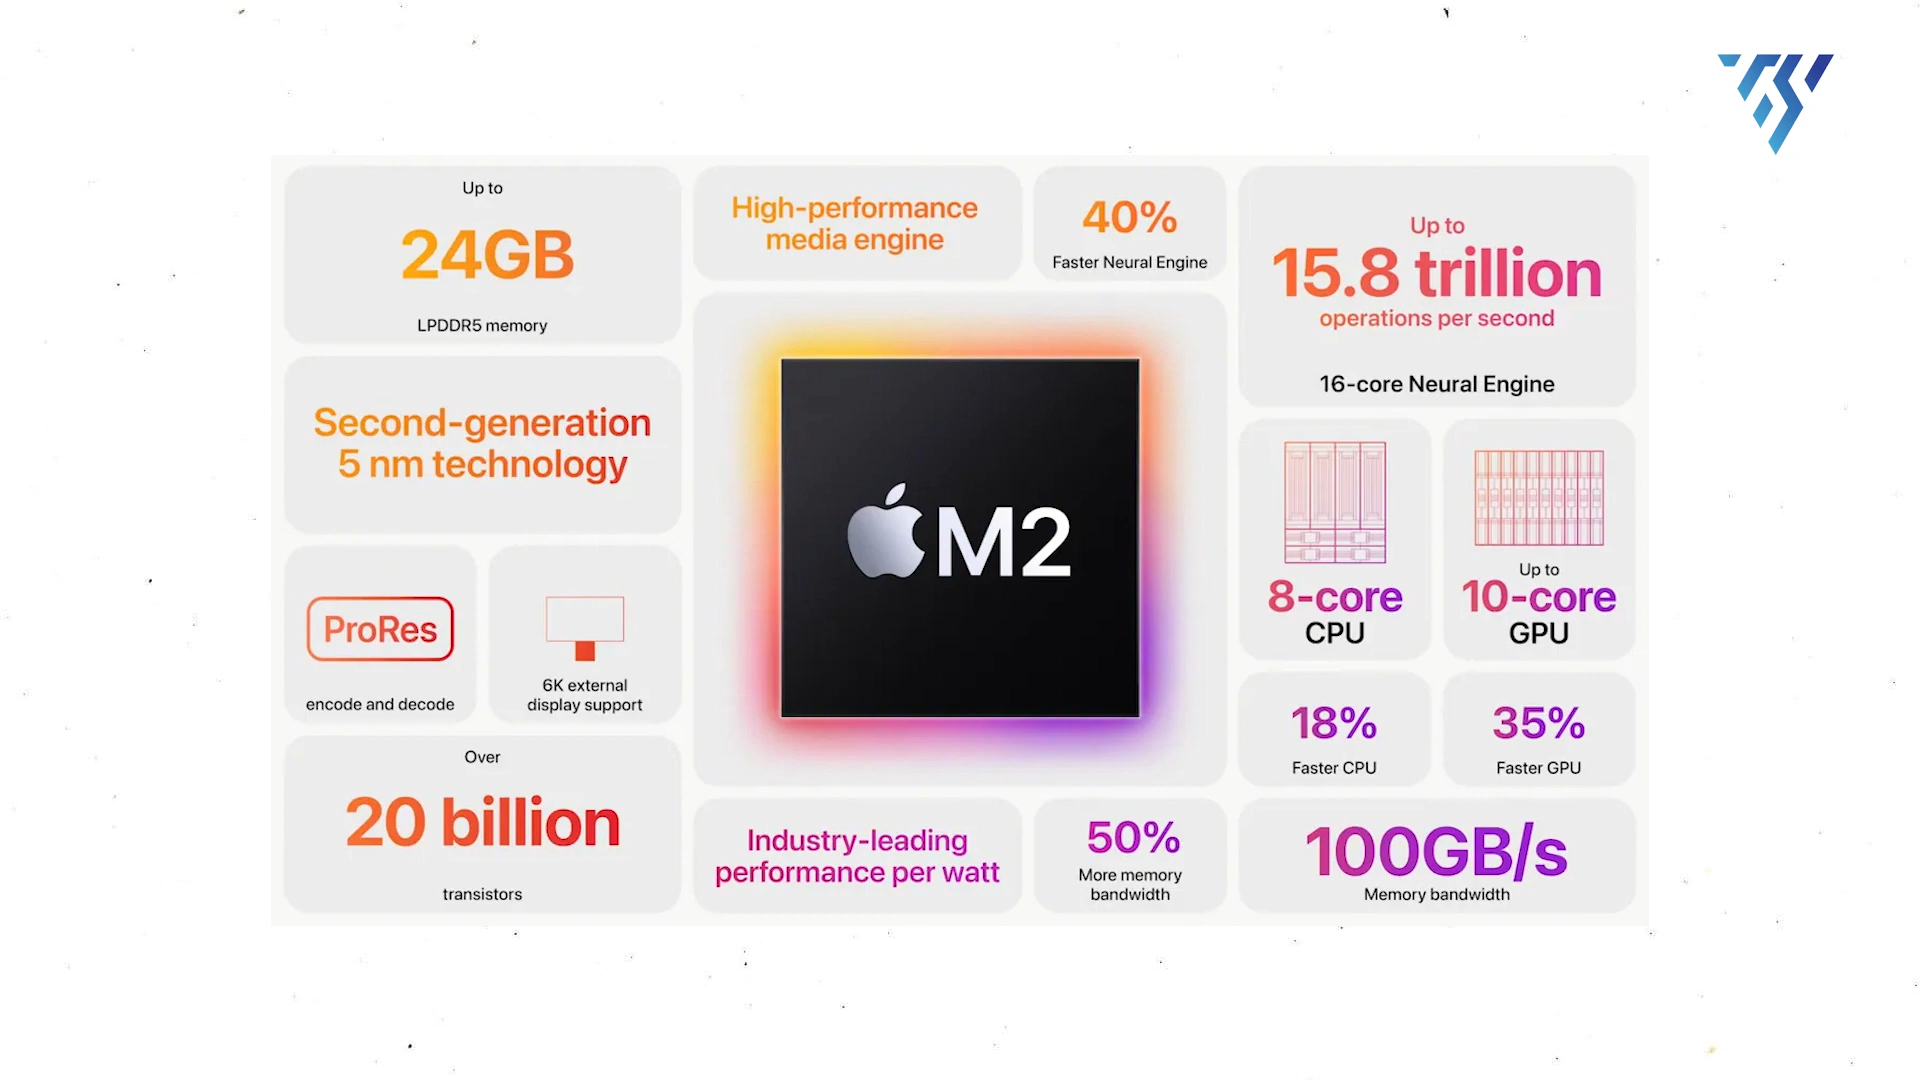 Up to
24GB
LPDDR5 memory
Second-generation
5 nm technology
ProRes
encode and decode
6K external
display support
Over
20 billion
transistors
High-performance
media engine
40%
Faster Neural Engine
M2
Industry-leading
performance per watt
50%
More memory
bandwidth
Up to
15.8 trillion
operations per second
16-core Neural Engine
8-core
CPU
Up to
10-core
GPU
18%
Faster CPU
35%
Faster GPU
100GB/s
Memory bandwidth